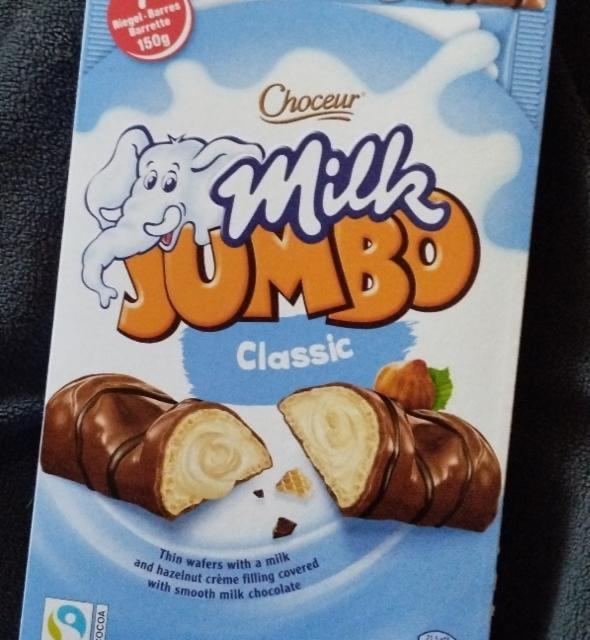 Riegel·Barres
Barrette
150g
Choceur®
Milk
JUMBO
Classic
Thin wafers with a milk
and hazelnut crème filling covered
with smooth milk chocolate
COCOA